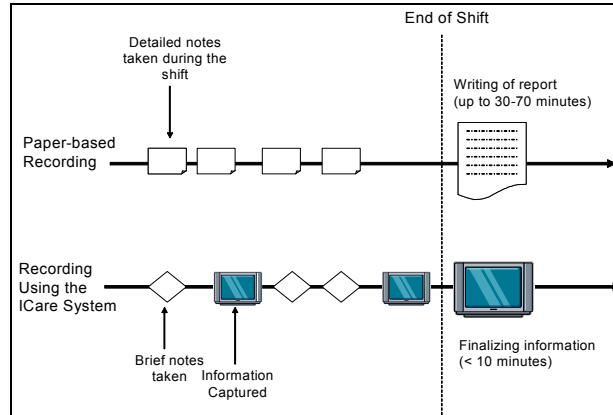 End of Shift
Detailed notes
taken during the
shift
Writing of report
(up to 30-70 minutes)
Paper-based
Recording
Recording
Using the
ICare System
Brief notes
taken
Information
Captured
Finalizing information
(< 10 minutes)